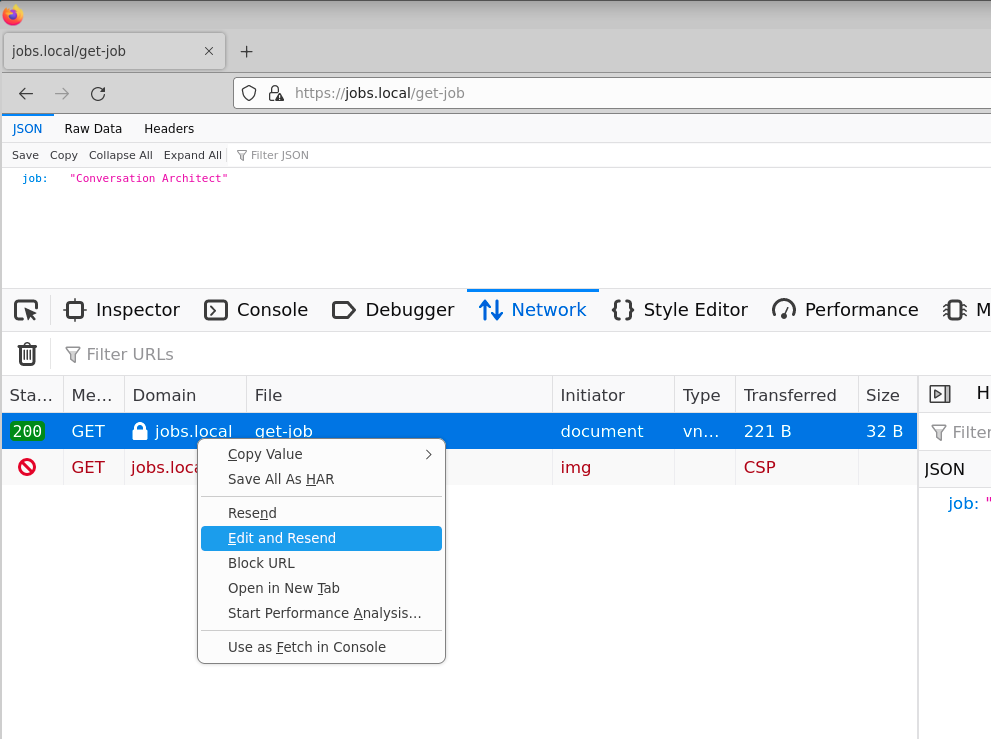 jobs.local/get-job
https://jobs.local/get-job
JSON Raw Data Headers
Save Copy Collapse All Expand All Filter JSON
job: "Conversation Architect"
Inspector Console Debugger Network Style Editor Performance M
Filter URLs
Sta… Me… Domain File Initiator Type Transferred Size H
200 GET jobs.local get-job document vn… 221 B 32 B Filter
GET jobs.loca img CSP JSON
job: "
Copy Value
Save All As HAR
Resend
Edit and Resend
Block URL
Open in New Tab
Start Performance Analysis…
Use as Fetch in Console